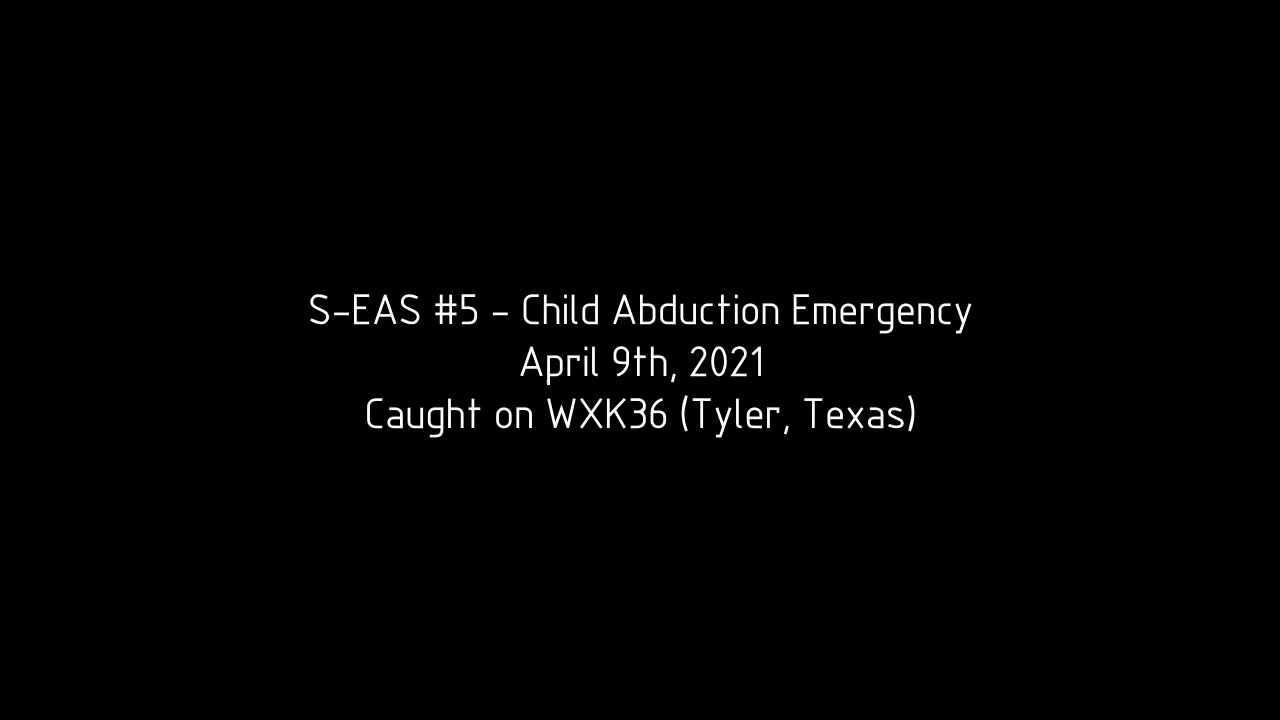 S-EAS #5 - Child Abduction Emergency
April 9th, 2021
Caught on WXK36 (Tyler, Texas)